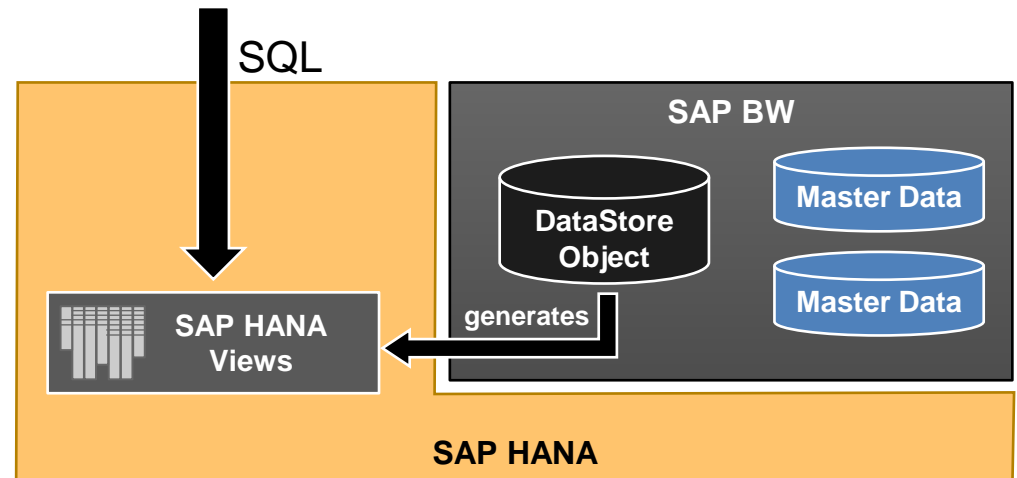 SQL
SAP BW
DataStore
Object
Master Data
Master Data
generates
SAP HANA
Views
SAP HANA